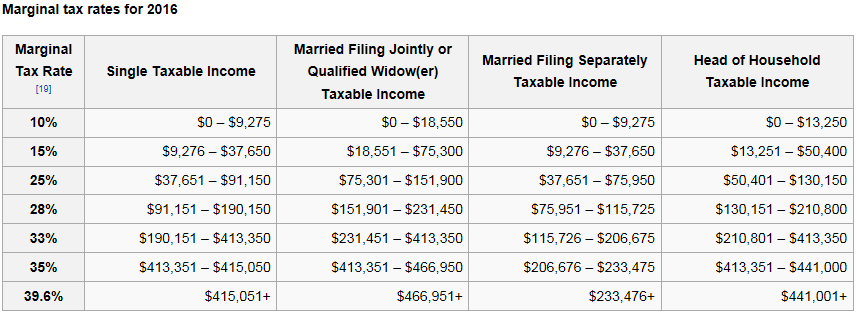 Marginal tax rates for 2016
Marginal Tax Rate [19] Single Taxable Income Married Filing Jointly or Qualified Widow(er) Taxable Income Married Filing Separately Taxable Income Head of Household Taxable Income
10% $0 – $9,275 $0 – $18,550 $0 – $9,275 $0 – $13,250
15% $9,276 – $37,650 $18,551 – $75,300 $9,276 – $37,650 $13,251 – $50,400
25% $37,651 – $91,150 $75,301 – $151,900 $37,651 – $75,950 $50,401 – $130,150
28% $91,151 – $190,150 $151,901 – $231,450 $75,951 – $115,725 $130,151 – $210,800
33% $190,151 – $413,350 $231,451 – $413,350 $115,726 – $206,675 $210,801 – $413,350
35% $413,351 – $415,050 $413,351 – $466,950 $206,676 – $233,475 $413,351 – $441,000
39.6% $415,051+ $466,951+ $233,476+ $441,001+